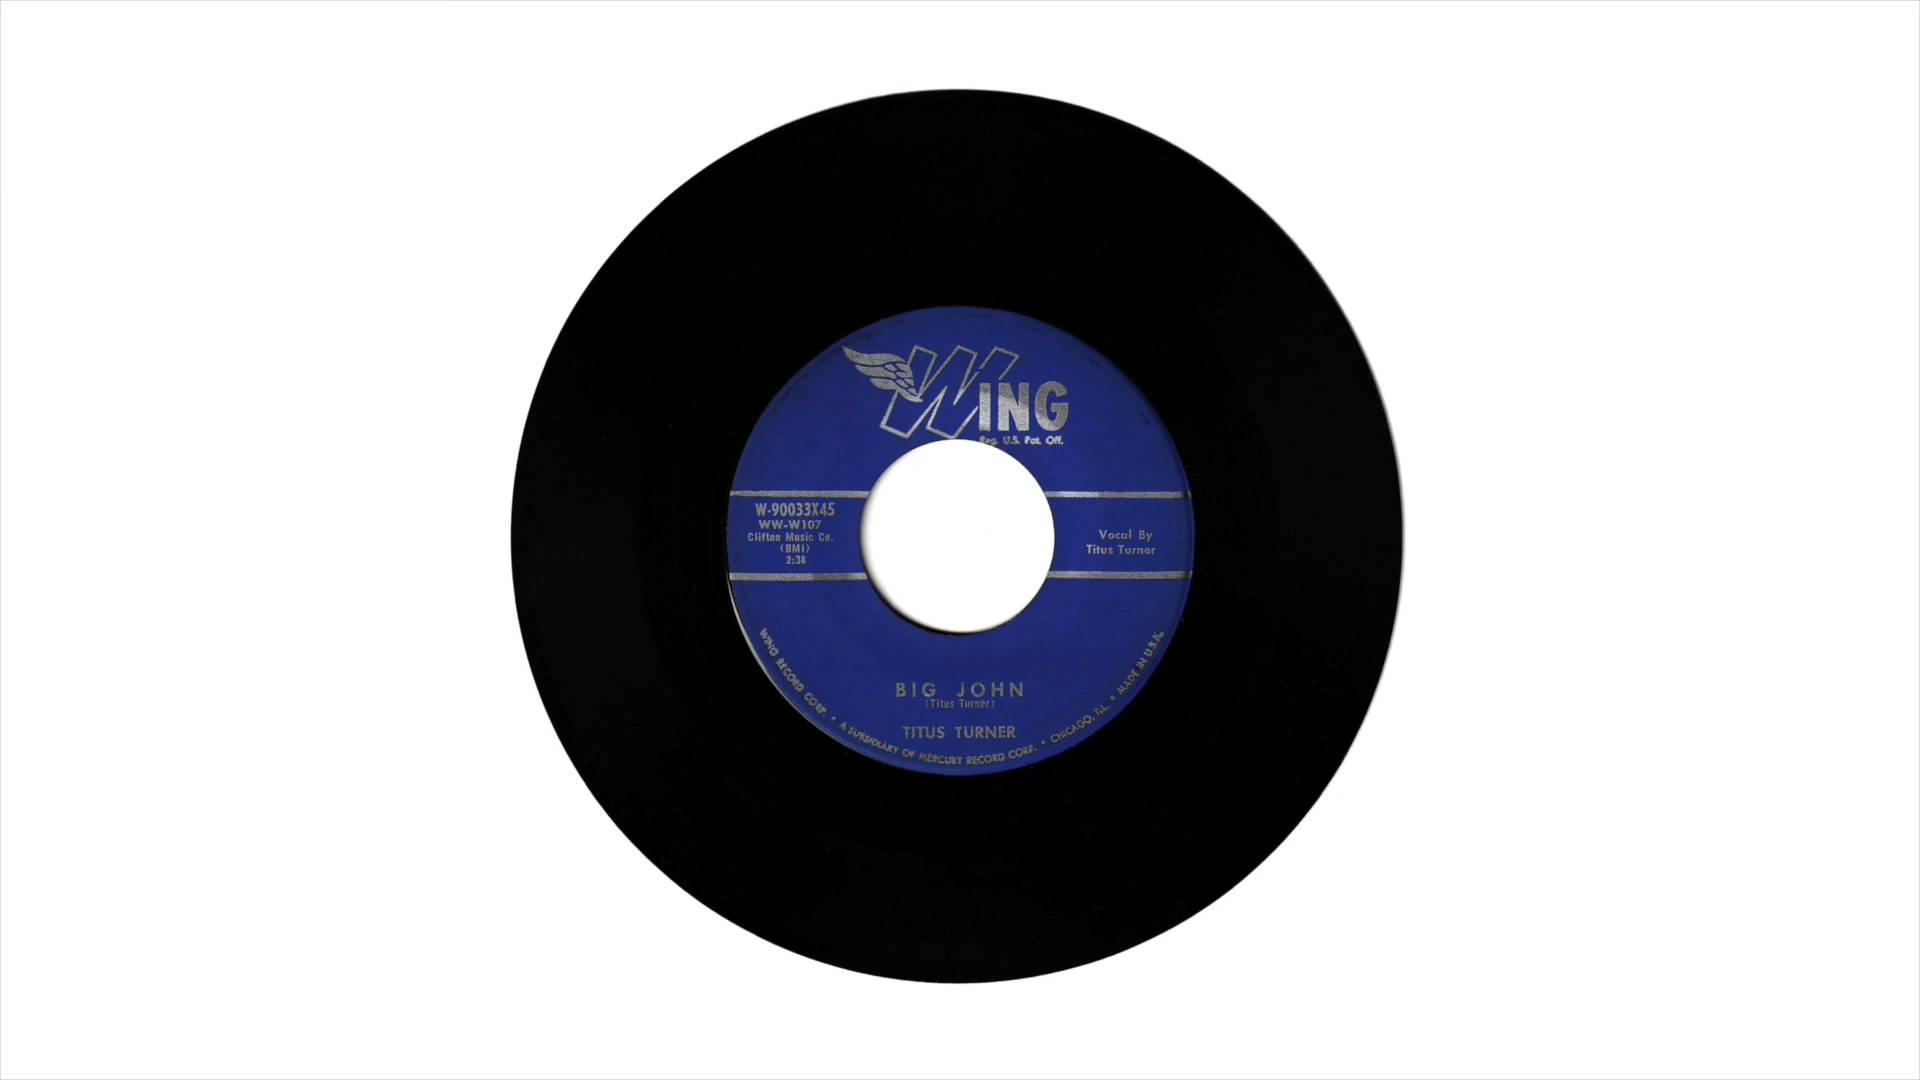 WING
Reg. U.S. Pat. Off.
W-90033X45
WW-W107
Clifton Music Co.
(BMI)
2:38
Vocal By
Titus Turner
BIG JOHN
(Titus Turner)
TITUS TURNER
WING RECORD CORP. • A SUBSIDIARY OF MERCURY RECORD CORP. • CHICAGO, ILL. • MADE IN U.S.A.